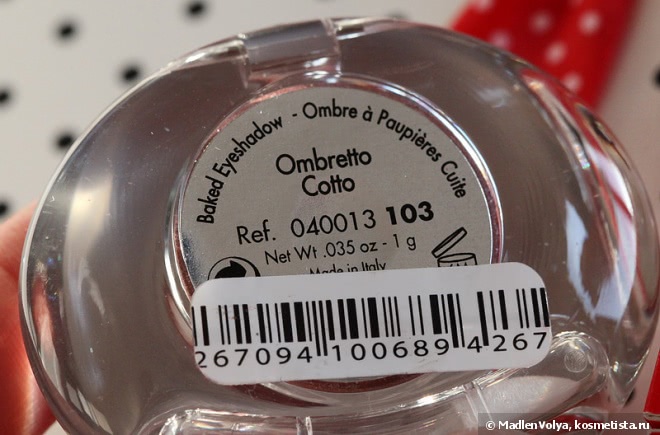 Baked Eyeshadow - Ombre à Paupières Cuite
Ombretto
Cotto
Ref. 040013 103
Net Wt .035 oz - 1 g
Made in Italy
267094 100689 4267
© MadlenVolya, kosmetista.ru